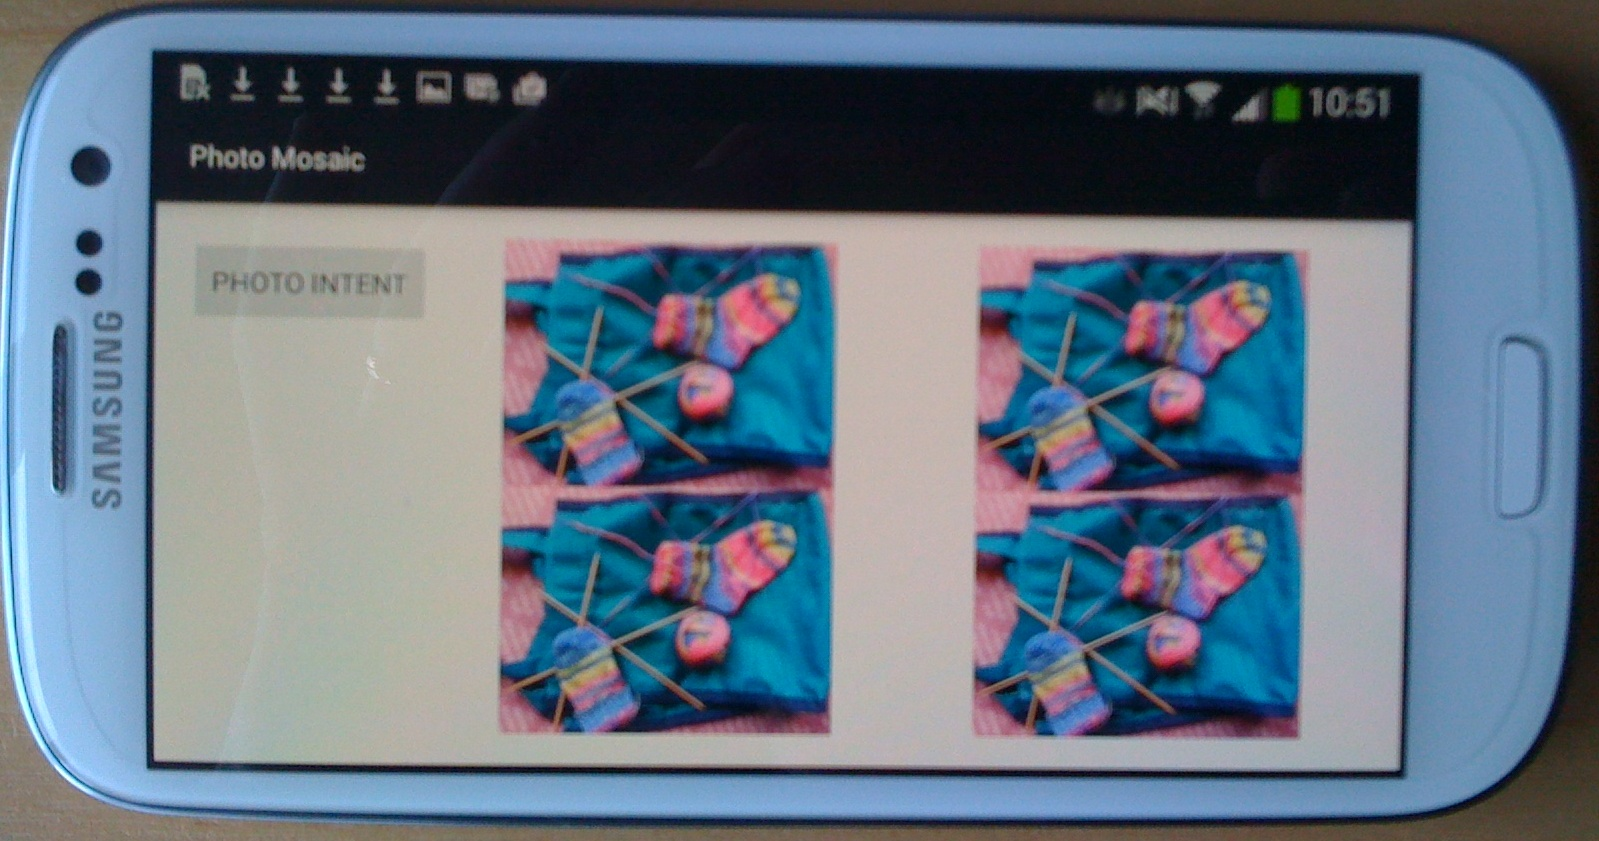 10:51
Photo Mosaic
PHOTO INTENT
SAMSUNG